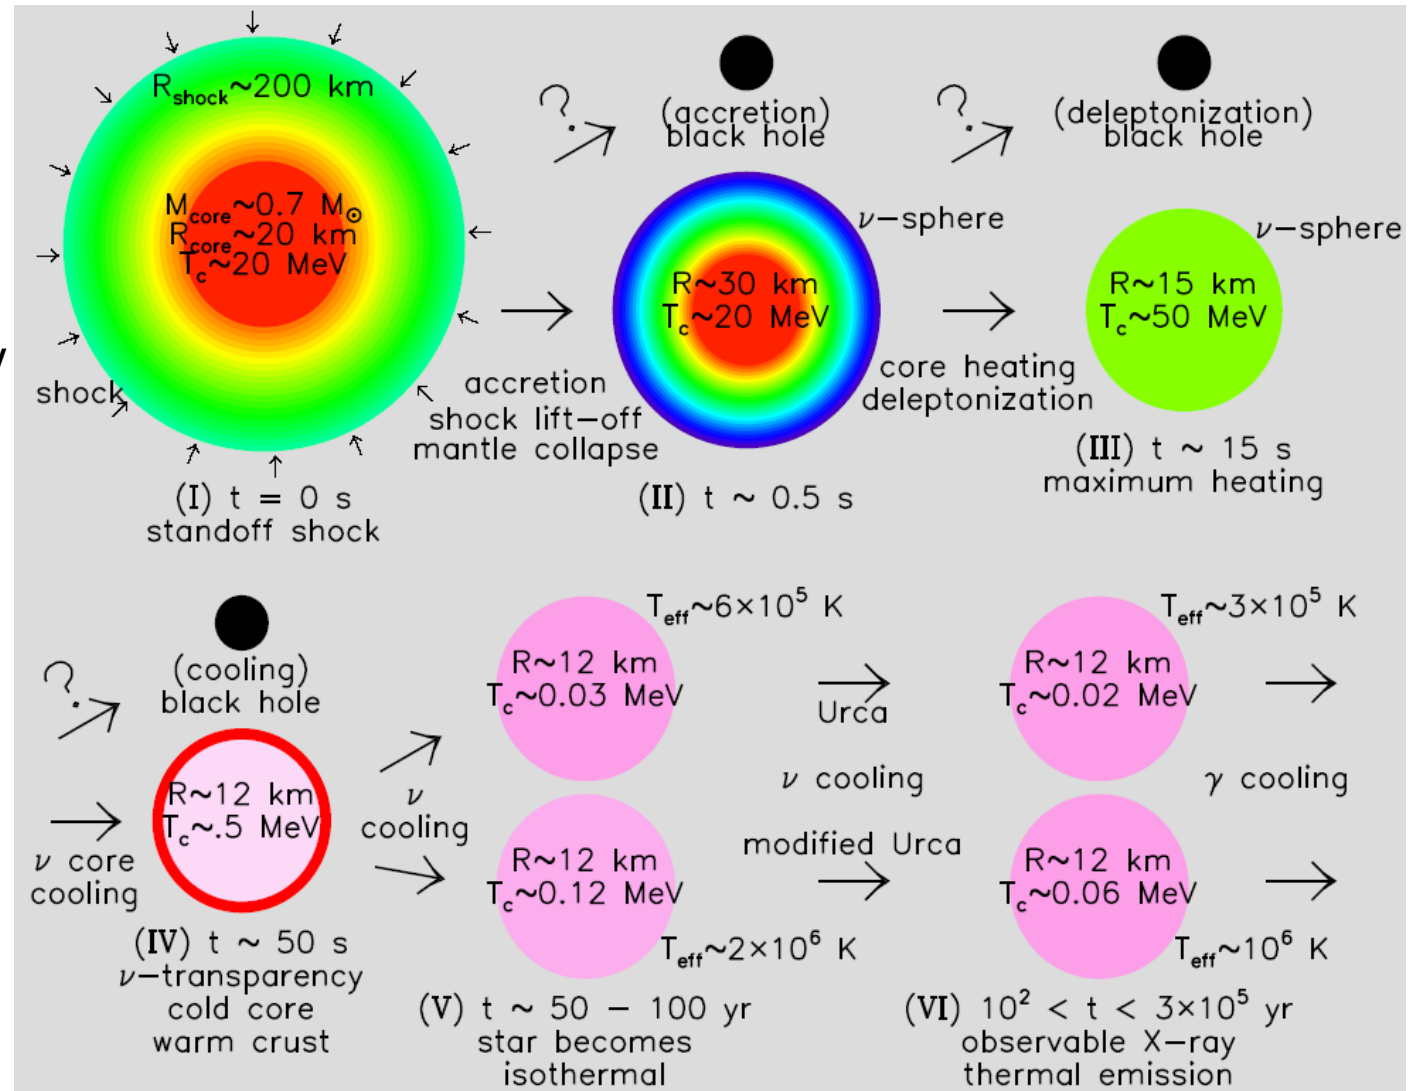 R_shock~200 km
M_core~0.7 M_⊙
R_core~20 km
T_c~20 MeV
shock
(I) t = 0 s
standoff shock
accretion
shock lift−off
mantle collapse
?
(accretion)
black hole
ν−sphere
R~30 km
T_c~20 MeV
(II) t ~ 0.5 s
core heating
deleptonization
?
(deleptonization)
black hole
ν−sphere
R~15 km
T_c~50 MeV
(III) t ~ 15 s
maximum heating
?
(cooling)
black hole
ν core
cooling
R~12 km
T_c~.5 MeV
(IV) t ~ 50 s
ν−transparency
cold core
warm crust
ν
cooling
T_eff~6×10^5 K
R~12 km
T_c~0.03 MeV
R~12 km
T_c~0.12 MeV
T_eff~2×10^6 K
(V) t ~ 50 − 100 yr
star becomes
isothermal
Urca
ν cooling
modified Urca
T_eff~3×10^5 K
R~12 km
T_c~0.02 MeV
γ cooling
R~12 km
T_c~0.06 MeV
T_eff~10^6 K
(VI) 10^2 < t < 3×10^5 yr
observable X−ray
thermal emission